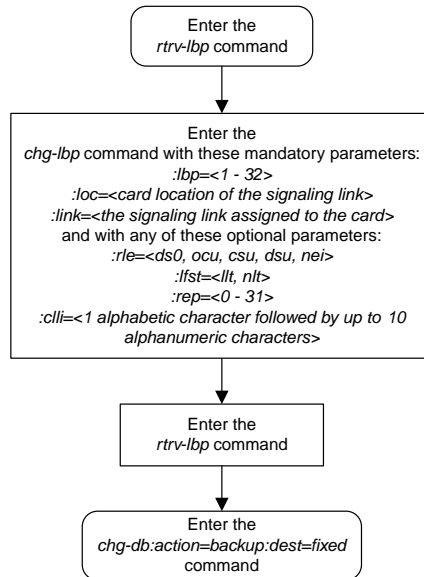 Enter the
rtrv-lbp command
Enter the
chg-lbp command with these mandatory parameters:
:lbp=<1 - 32>
:loc=<card location of the signaling link>
:link=<the signaling link assigned to the card>
and with any of these optional parameters:
:rle=<ds0, ocu, csu, dsu, nei>
:lfst=<llt, nlt>
:rep=<0 - 31>
:clli=<1 alphabetic character followed by up to 10
alphanumeric characters>
Enter the
rtrv-lbp command
Enter the
chg-db:action=backup:dest=fixed
command